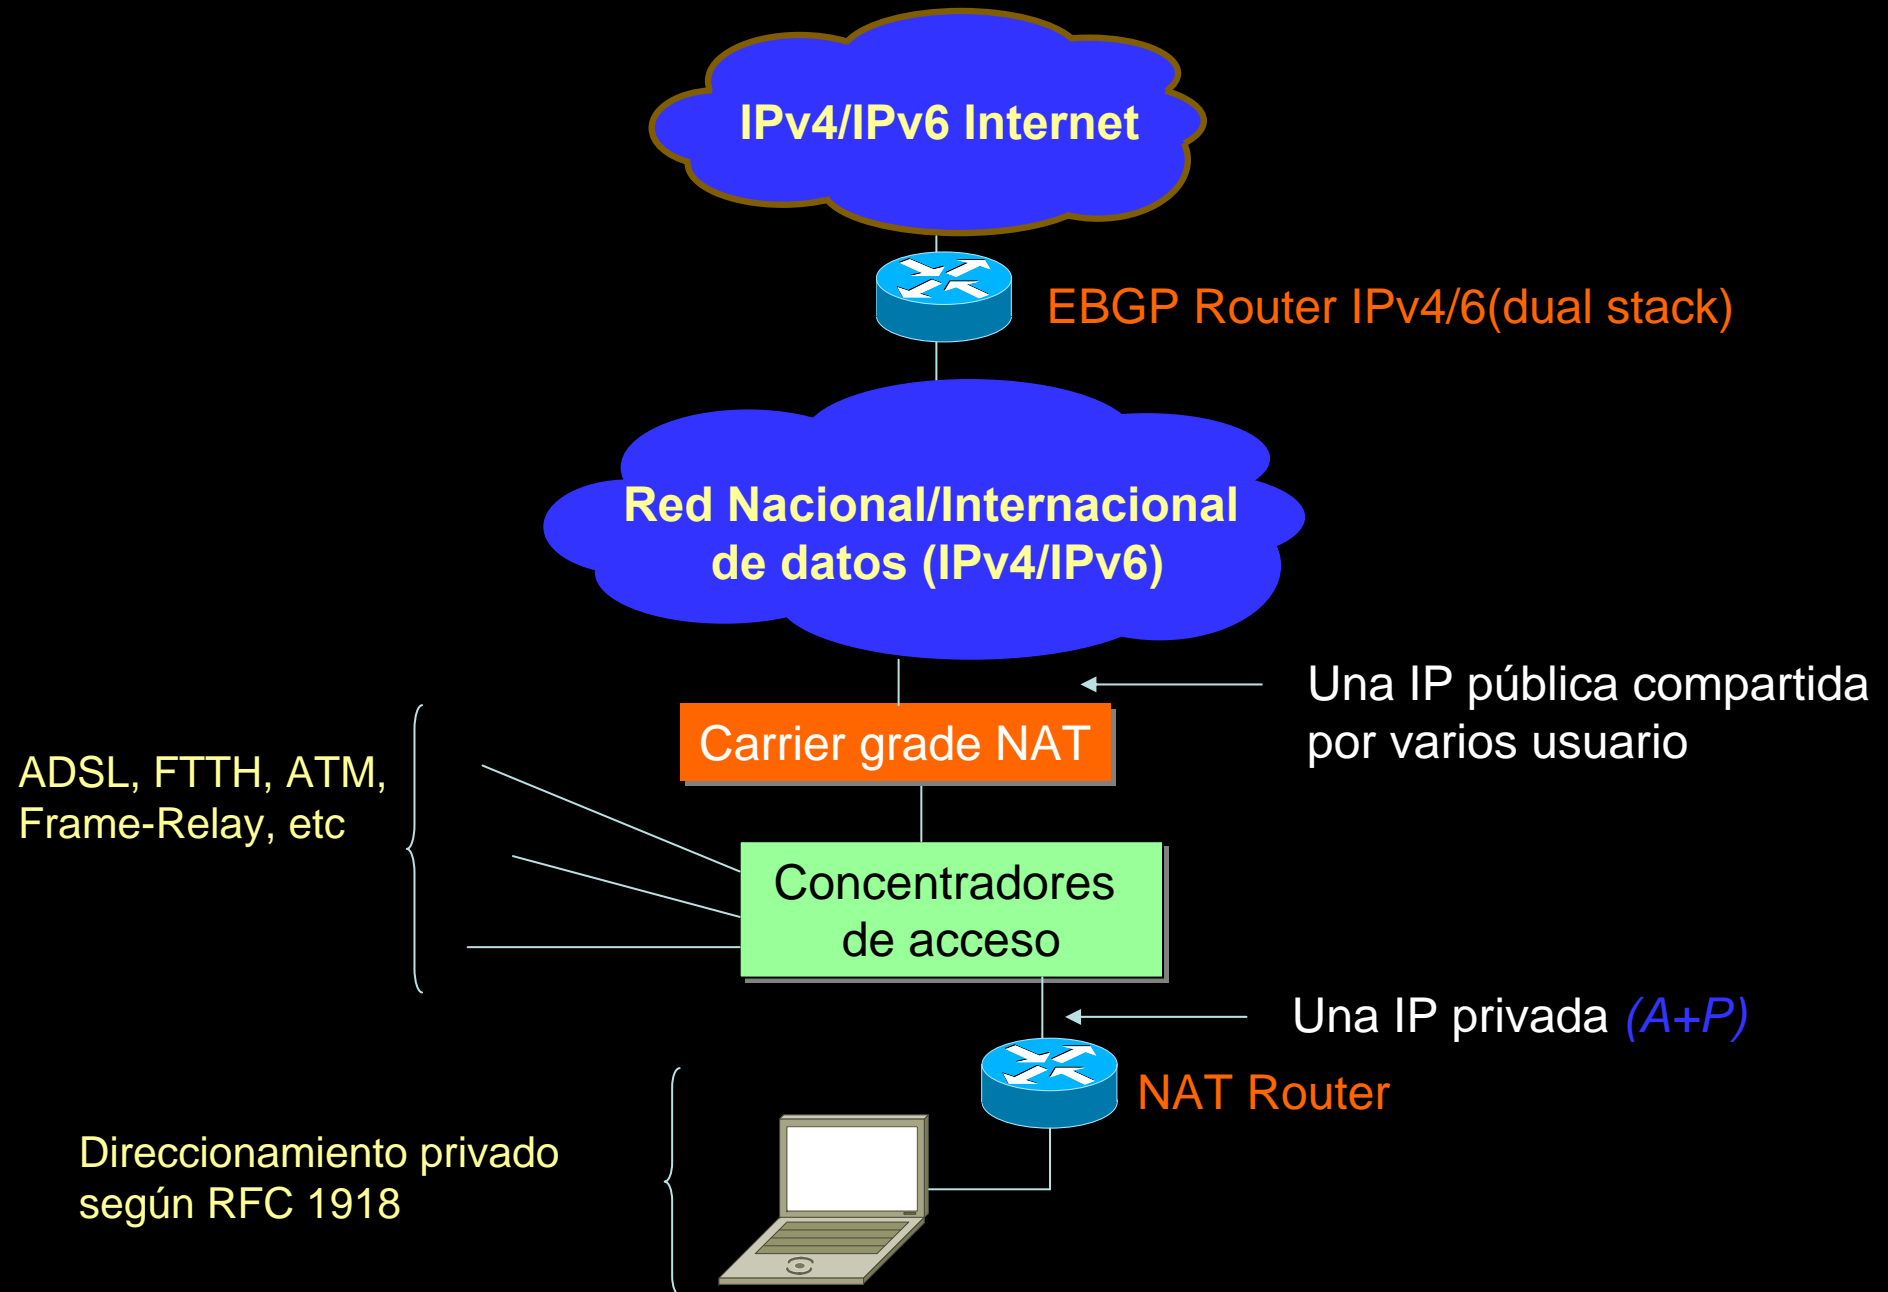 IPv4/IPv6 Internet
EBGP Router IPv4/6(dual stack)
Red Nacional/Internacional
de datos (IPv4/IPv6)
Una IP pública compartida
por varios usuario
Carrier grade NAT
ADSL, FTTH, ATM,
Frame-Relay, etc
Concentradores
de acceso
Una IP privada (A+P)
NAT Router
Direccionamiento privado
según RFC 1918